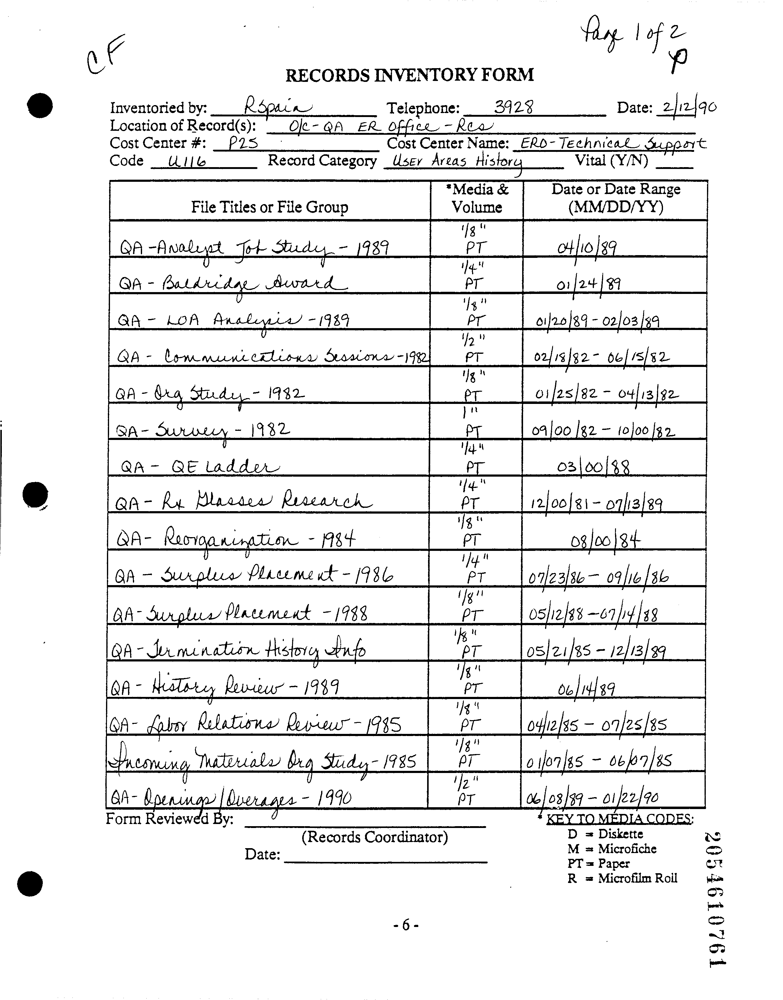 Page 1 of 2
CF
P
RECORDS INVENTORY FORM
Inventoried by: RSpain Telephone: 3928 Date: 2/12/90
Location of Record(s): O/C-QA ER Office-Rcs
Cost Center #: P25 Cost Center Name: ERD-Technical Support
Code U116 Record Category User Areas History Vital (Y/N)
File Titles or File Group *Media & Volume Date or Date Range (MM/DD/YY)
QA-Analyst Job Study - 1989 1/8" PT 04/10/89
QA - Baldridge Award 1/4" PT 01/24/89
QA - LOA Analysis -1989 1/8" PT 01/20/89 - 02/03/89
QA - Communications Sessions -1982 1/2" PT 02/18/82 - 06/15/82
QA - Org Study - 1982 1/8" PT 01/25/82 - 04/13/82
QA - Survey - 1982 1" PT 09/00/82 - 10/00/82
QA - QE Ladder 1/4" PT 03/00/88
QA - Rx Glasses Research 1/4" PT 12/00/81 - 07/13/89
QA - Reorganization - 1984 1/8" PT 08/00/84
QA - Surplus Placement - 1986 1/4" PT 07/23/86 - 09/16/86
QA-Surplus Placement - 1988 1/8" PT 05/12/88 - 07/14/88
QA - Termination History Info 1/8" PT 05/21/85 - 12/13/89
QA - History Review - 1989 1/8" PT 06/14/89
QA- Labor Relations Review - 1985 1/8" PT 04/12/85 - 07/25/85
Incoming Materials Org Study-1985 1/8" PT 01/07/85 - 06/07/85
QA- Openings/Overages - 1990 1/2" PT 06/08/89 - 01/22/90
Form Reviewed By: * KEY TO MEDIA CODES:
(Records Coordinator) D = Diskette
Date: M = Microfiche
PT = Paper
R = Microfilm Roll
- 6 -
2054610761